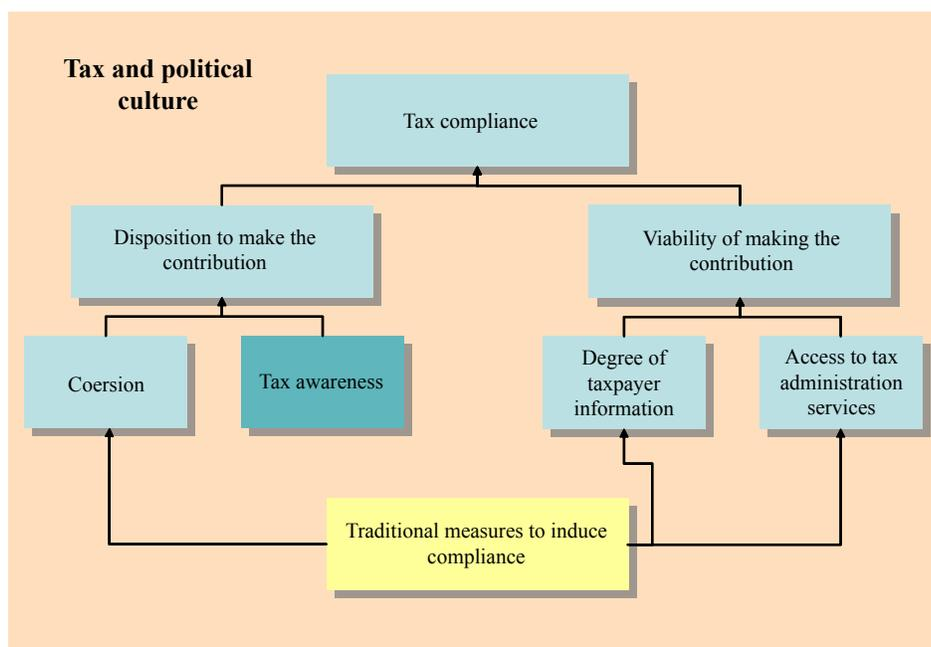 Tax and political
culture
Tax compliance
Disposition to make the
contribution
Viability of making the
contribution
Coersion
Tax awareness
Degree of
taxpayer
information
Access to tax
administration
services
Traditional measures to induce
compliance